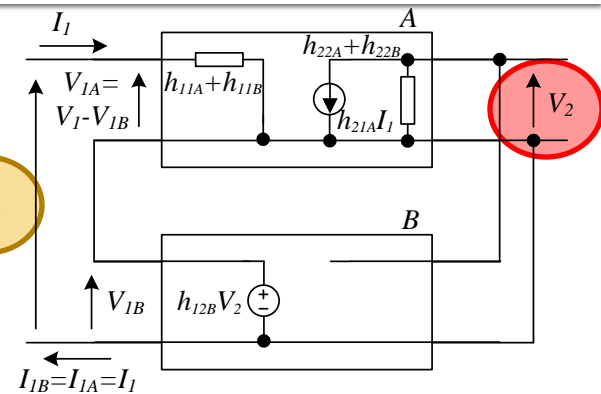 I₁
A
V₁A=
V₁-V₁B
h₁₁A+h₁₁B
h₂₂A+h₂₂B
h₂₁AI₁
V₂
B
V₁B
h₁₂BV₂
+
−
I₁B=I₁A=I₁